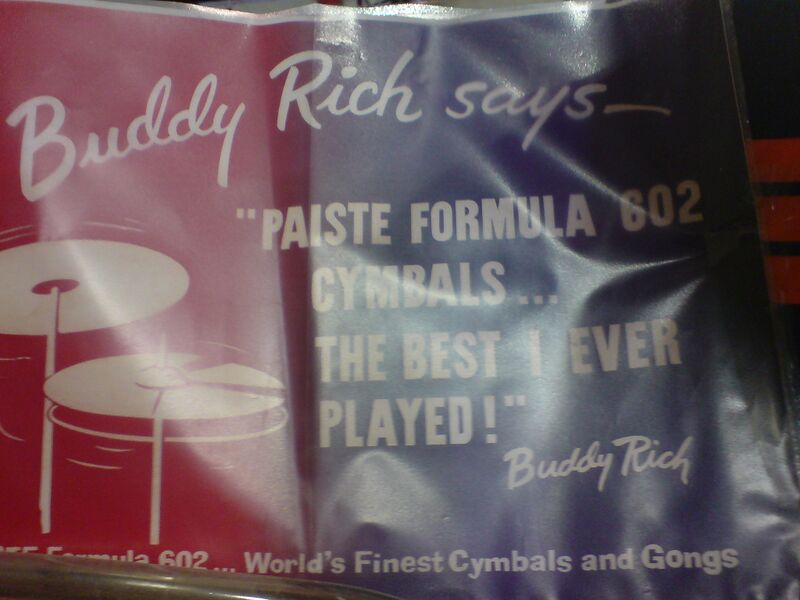 Buddy Rich says—
"PAISTE FORMULA 602
CYMBALS...
THE BEST I EVER
PLAYED!"
Buddy Rich
Formula 602... World's Finest Cymbals and Gongs